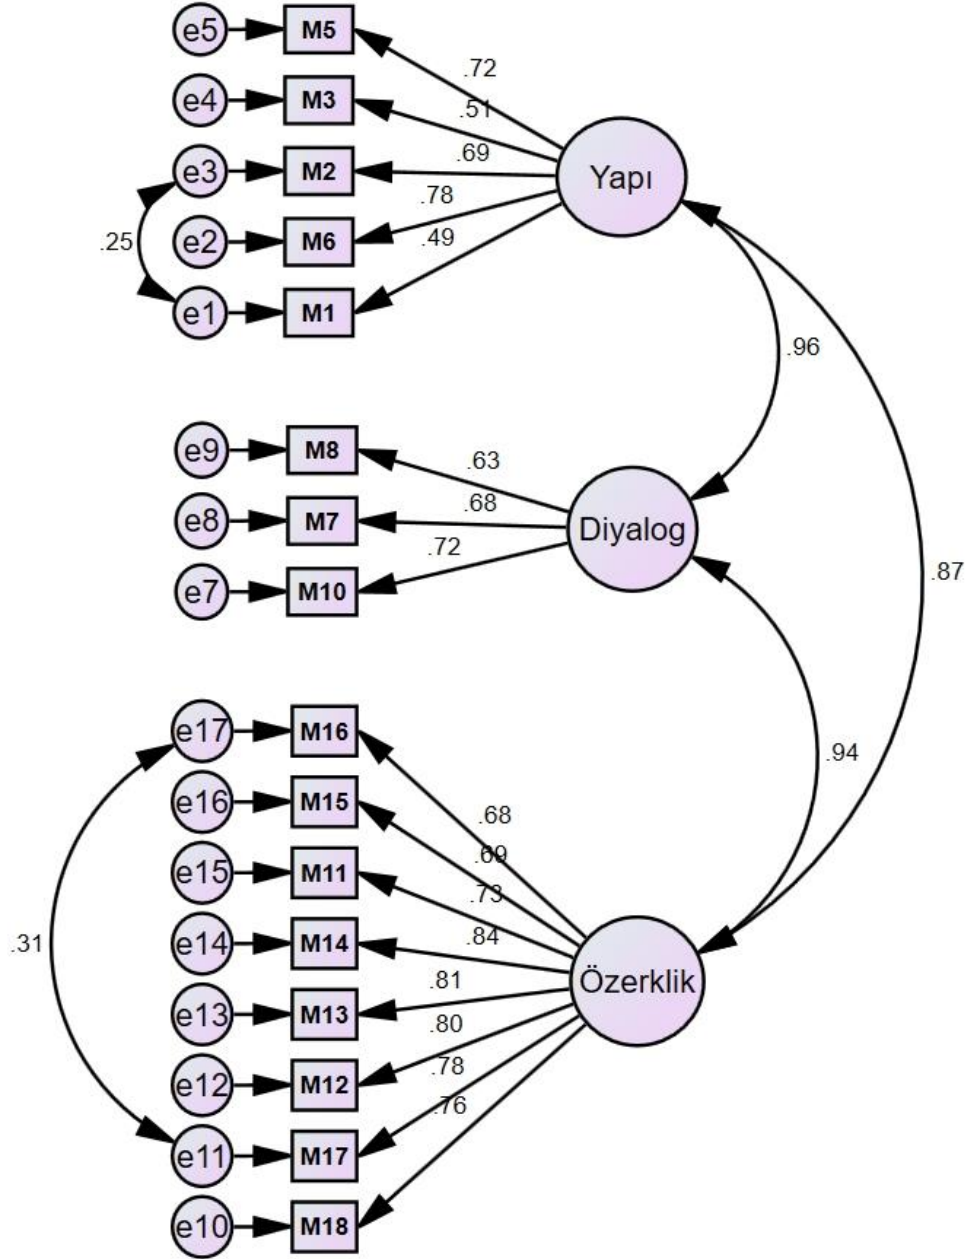 e5 M5
.72
e4 M3
.51
e3 M2
.69
Yapı
.78
.25
e2 M6
.49
e1 M1
.96
e9 M8
.63
e8 M7
.68
Diyalog
.72
e7 M10
.87
e17 M16
.94
e16 M15
.68
.69
e15 M11
.73
.31
e14 M14
.84
Özerklik
.81
e13 M13
.80
e12 M12
.78
.76
e11 M17
e10 M18